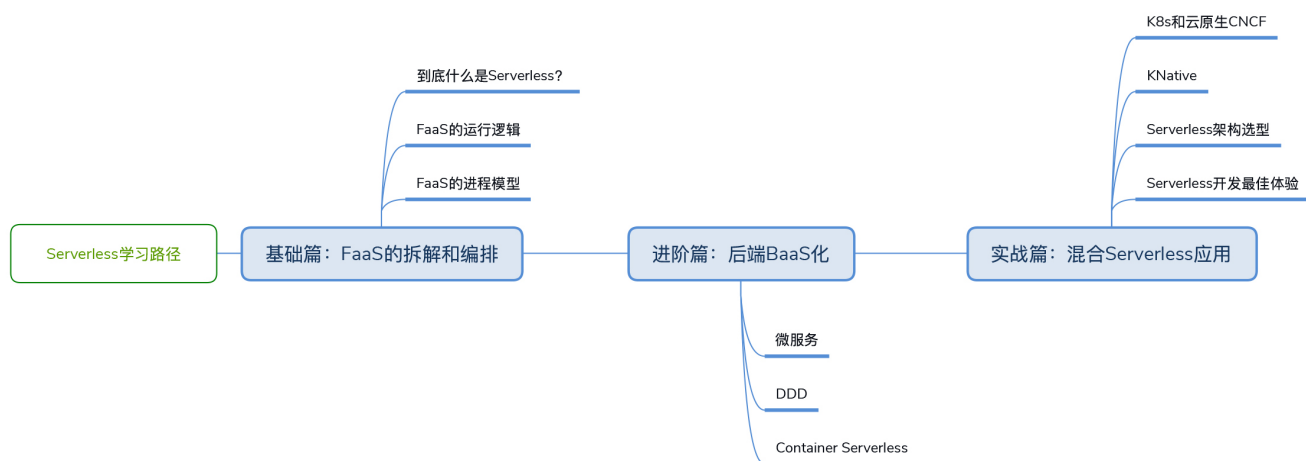 Serverless学习路径
基础篇：FaaS的拆解和编排
到底什么是Serverless？
FaaS的运行逻辑
FaaS的进程模型
进阶篇：后端BaaS化
微服务
DDD
Container Serverless
实战篇：混合Serverless应用
K8s和云原生CNCF
KNative
Serverless架构选型
Serverless开发最佳体验